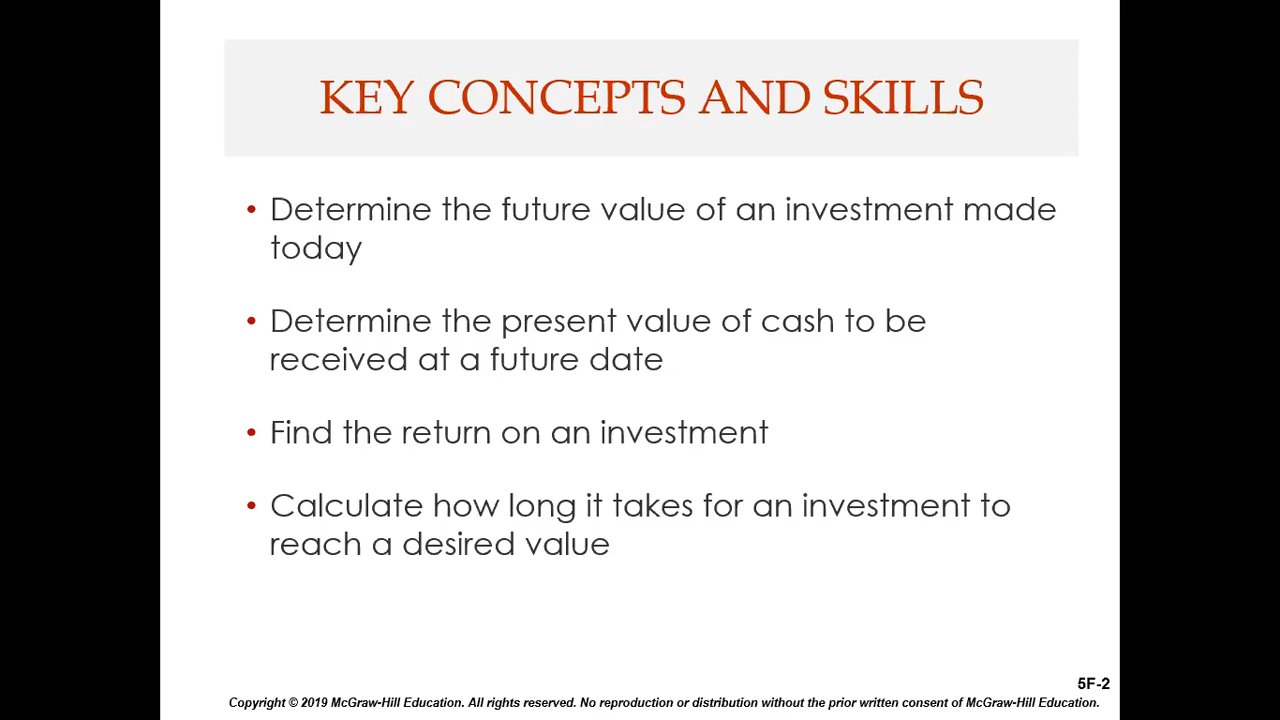 KEY CONCEPTS AND SKILLS
• Determine the future value of an investment made
today
• Determine the present value of cash to be
received at a future date
• Find the return on an investment
• Calculate how long it takes for an investment to
reach a desired value
5F-2
Copyright © 2019 McGraw-Hill Education. All rights reserved. No reproduction or distribution without the prior written consent of McGraw-Hill Education.